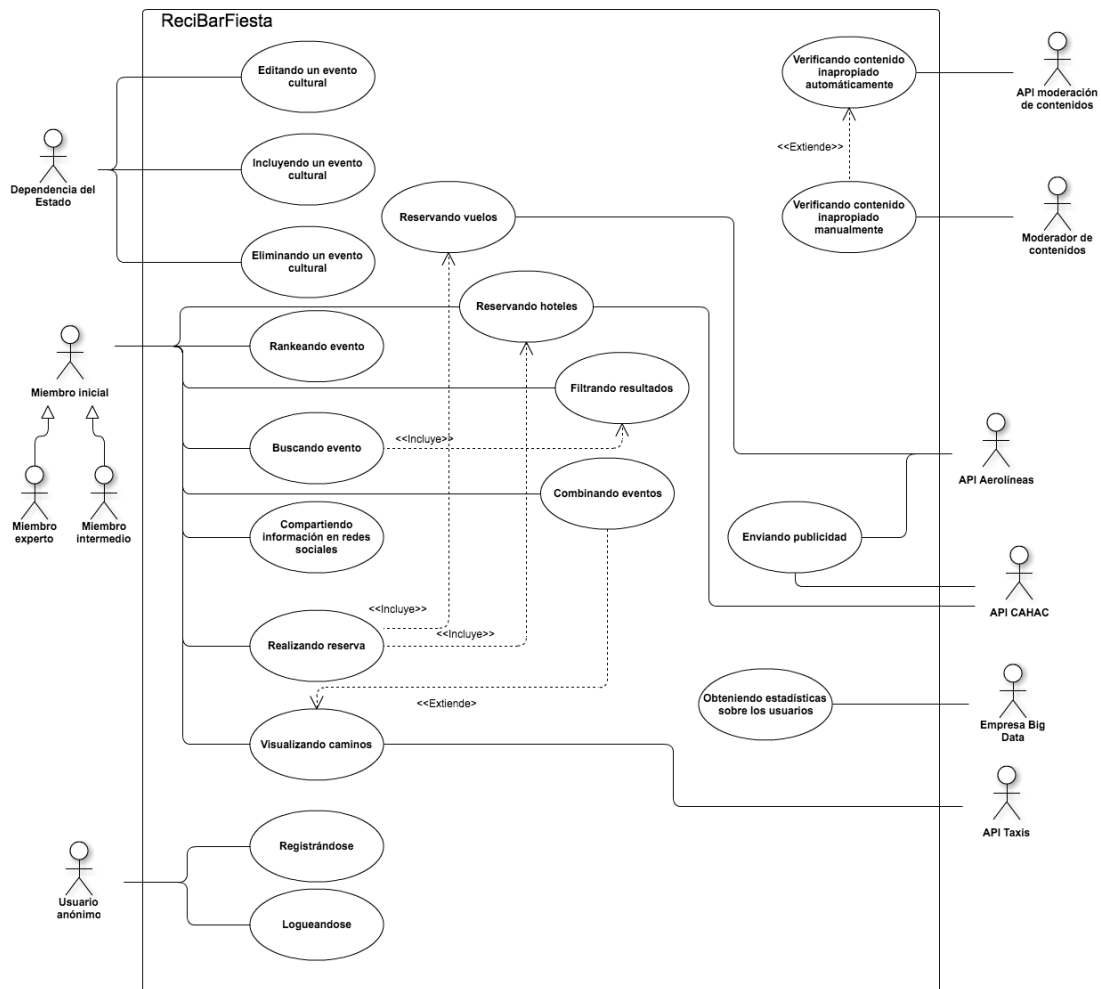 ReciBarFiesta
Editando un evento
cultural
Verificando contenido
inapropiado
automáticamente
API moderación
de contenidos
<<Extiende>>
Dependencia del
Estado
Incluyendo un evento
cultural
Reservando vuelos
Verificando contenido
inapropiado
manualmente
Moderador de
contenidos
Eliminando un evento
cultural
Reservando hoteles
Rankeando evento
Miembro inicial
Filtrando resultados
<<Incluye>>
Buscando evento
API Aerolíneas
Combinando eventos
Miembro
experto
Miembro
intermedio
Compartiendo
información en redes
sociales
Enviando publicidad
<<Incluye>>
API CAHAC
<<Incluye>>
Realizando reserva
Obteniendo estadísticas
sobre los usuarios
<<Extiende>
Empresa Big
Data
Visualizando caminos
API Taxis
Registrándose
Usuario
anónimo
Logueandose